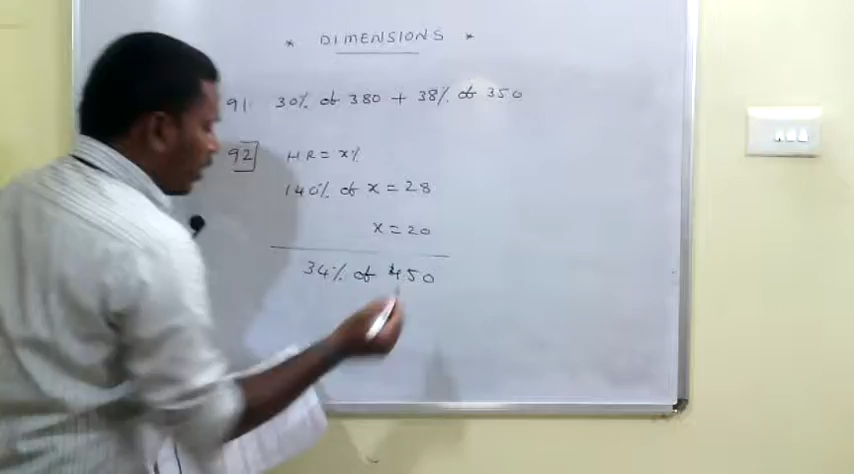 * DIMENSIONS *
91 30% of 380 + 38% of 350
92 HR = x%
140% of x = 28
x = 20
34% of 450